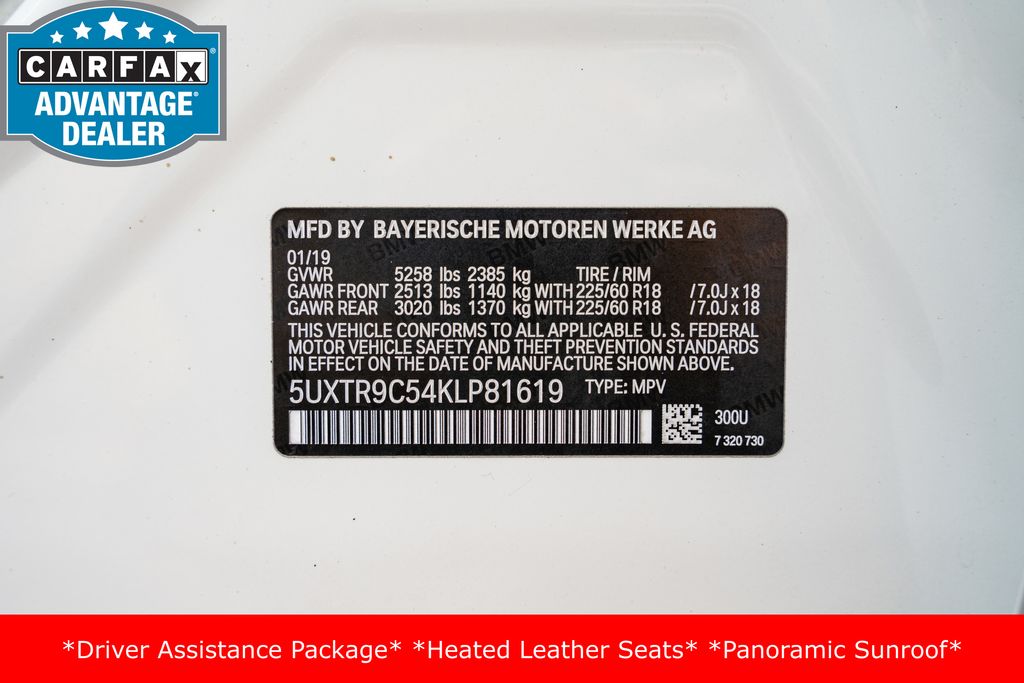 CARFAX®
ADVANTAGE®
DEALER
MFD BY BAYERISCHE MOTOREN WERKE AG
01/19
GVWR 5258 lbs 2385 kg TIRE / RIM
GAWR FRONT 2513 lbs 1140 kg WITH 225/60 R18 /7.0J x 18
GAWR REAR 3020 lbs 1370 kg WITH 225/60 R18 /7.0J x 18
THIS VEHICLE CONFORMS TO ALL APPLICABLE U. S. FEDERAL
MOTOR VEHICLE SAFETY AND THEFT PREVENTION STANDARDS
IN EFFECT ON THE DATE OF MANUFACTURE SHOWN ABOVE.
5UXTR9C54KLP81619 TYPE: MPV
300U
7 320 730
*Driver Assistance Package* *Heated Leather Seats* *Panoramic Sunroof*